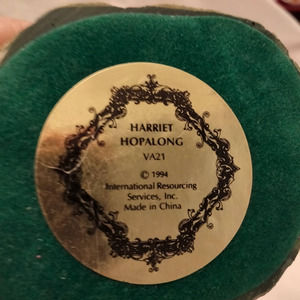 HARRIET
HOPALONG
VA21
© 1994
International Resourcing
Services, Inc.
Made in China